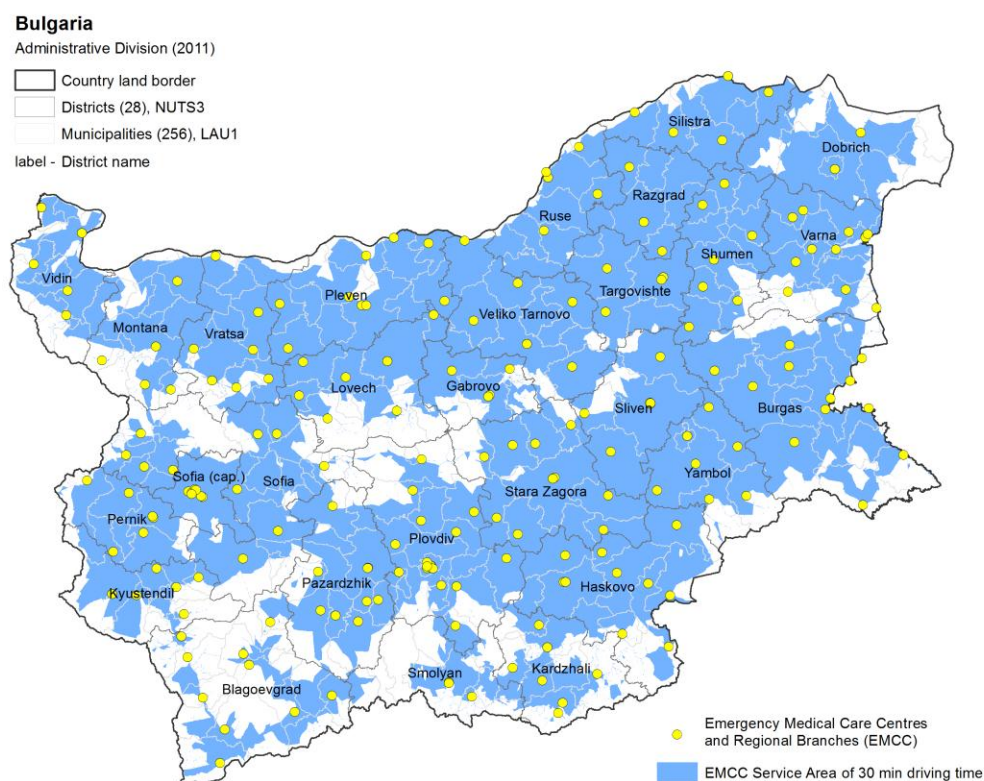 Bulgaria
Administrative Division (2011)
Country land border
Districts (28), NUTS3
Municipalities (256), LAU1
label - District name
Silistra
Dobrich
Razgrad
Ruse
Varna
Shumen
Vidin
Pleven
Targovishte
Veliko Tarnovo
Montana
Vratsa
Lovech
Gabrovo
Sliven
Burgas
Sofia (cap.)
Sofia
Yambol
Stara Zagora
Pernik
Plovdiv
Pazardzhik
Haskovo
Kyustendil
Smolyan
Kardzhali
Blagoevgrad
Emergency Medical Care Centres
and Regional Branches (EMCC)
EMCC Service Area of 30 min driving time